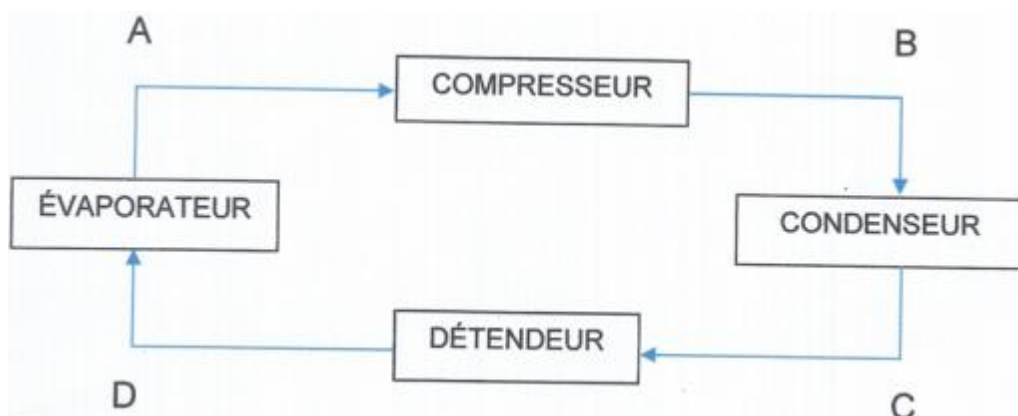 A
B
COMPRESSEUR
ÉVAPORATEUR
CONDENSEUR
DÉTENDEUR
D
C